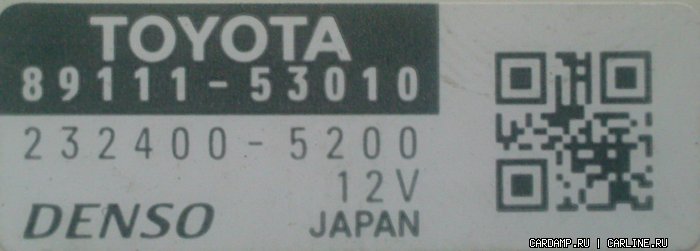 TOYOTA
89111-53010
232400-5200
12V
DENSO JAPAN
CARDAMP.RU | CARLINE.RU